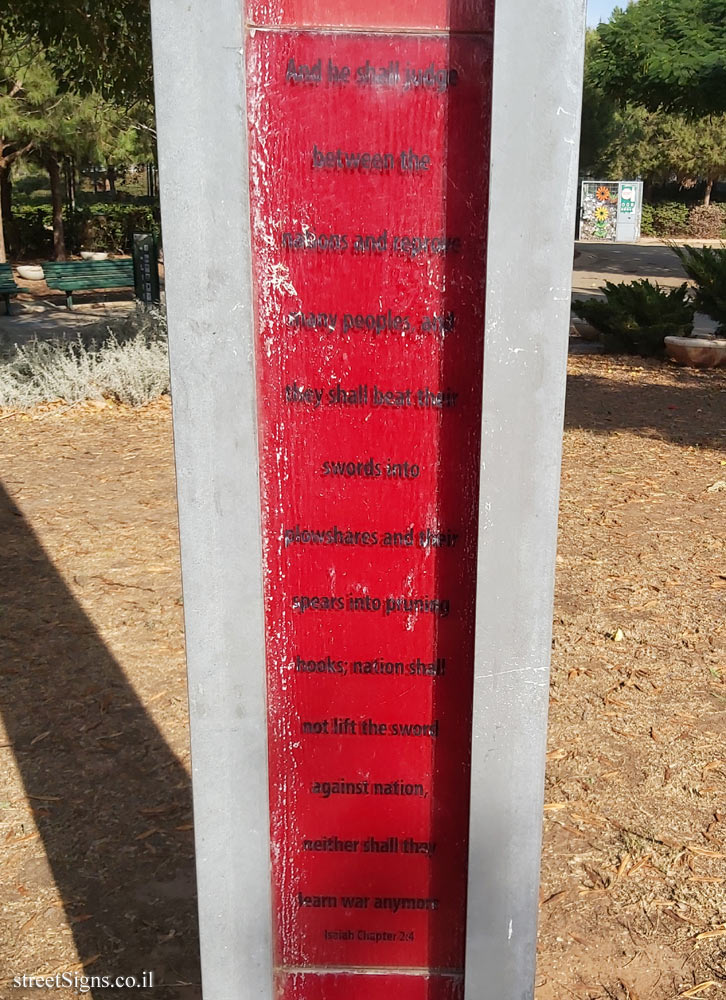 And he shall judge
between the
nations and reprove
many peoples, and
they shall beat their
swords into
plowshares and their
spears into pruning
hooks; nation shall
not lift the sword
against nation,
neither shall they
learn war anymore
Isaiah Chapter 2:4
streetSigns.co.il